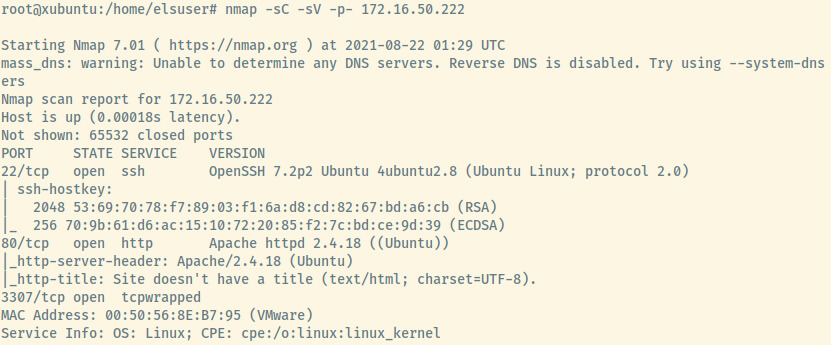 root@xubuntu:/home/elsuser# nmap -sC -sV -p- 172.16.50.222
Starting Nmap 7.01 ( https://nmap.org ) at 2021-08-22 01:29 UTC
mass_dns: warning: Unable to determine any DNS servers. Reverse DNS is disabled. Try using --system-dns
ers
Nmap scan report for 172.16.50.222
Host is up (0.00018s latency).
Not shown: 65532 closed ports
PORT     STATE SERVICE    VERSION
22/tcp   open  ssh        OpenSSH 7.2p2 Ubuntu 4ubuntu2.8 (Ubuntu Linux; protocol 2.0)
| ssh-hostkey:
|   2048 53:69:70:78:f7:89:03:f1:6a:d8:cd:82:67:bd:a6:cb (RSA)
|_  256 70:9b:61:d6:ac:15:10:72:20:85:f2:7c:bd:ce:9d:39 (ECDSA)
80/tcp   open  http       Apache httpd 2.4.18 ((Ubuntu))
|_http-server-header: Apache/2.4.18 (Ubuntu)
|_http-title: Site doesn't have a title (text/html; charset=UTF-8).
3307/tcp open  tcpwrapped
MAC Address: 00:50:56:8E:B7:95 (VMware)
Service Info: OS: Linux; CPE: cpe:/o:linux:linux_kernel